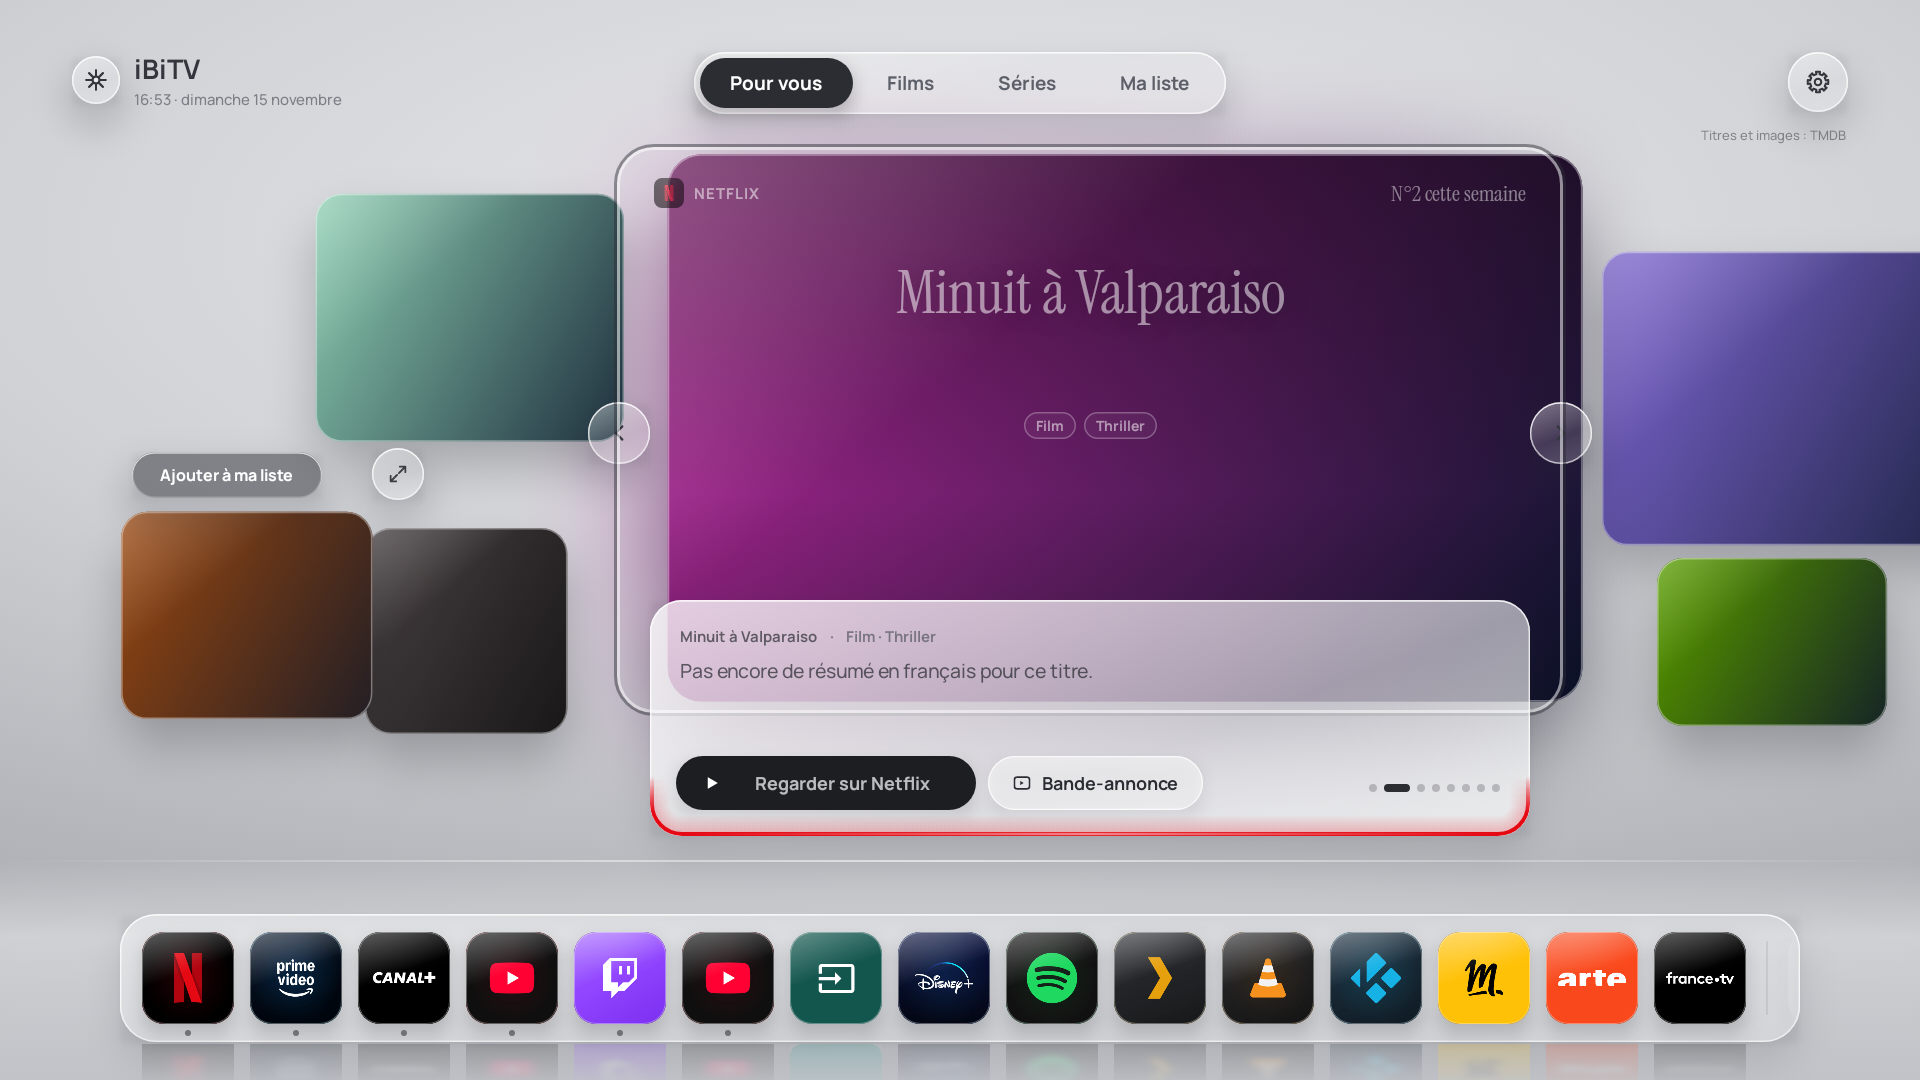 iBiTV
16:53 · dimanche 15 novembre
Pour vous
Films
Séries
Ma liste
Titres et images : TMDB
N NETFLIX
N°2 cette semaine
Minuit à Valparaiso
Film
Thriller
Ajouter à ma liste
Minuit à Valparaiso · Film · Thriller
Pas encore de résumé en français pour ce titre.
Regarder sur Netflix
Bande-annonce
N
prime
video
CANAL+
Disney+
m.
arte
france•tv